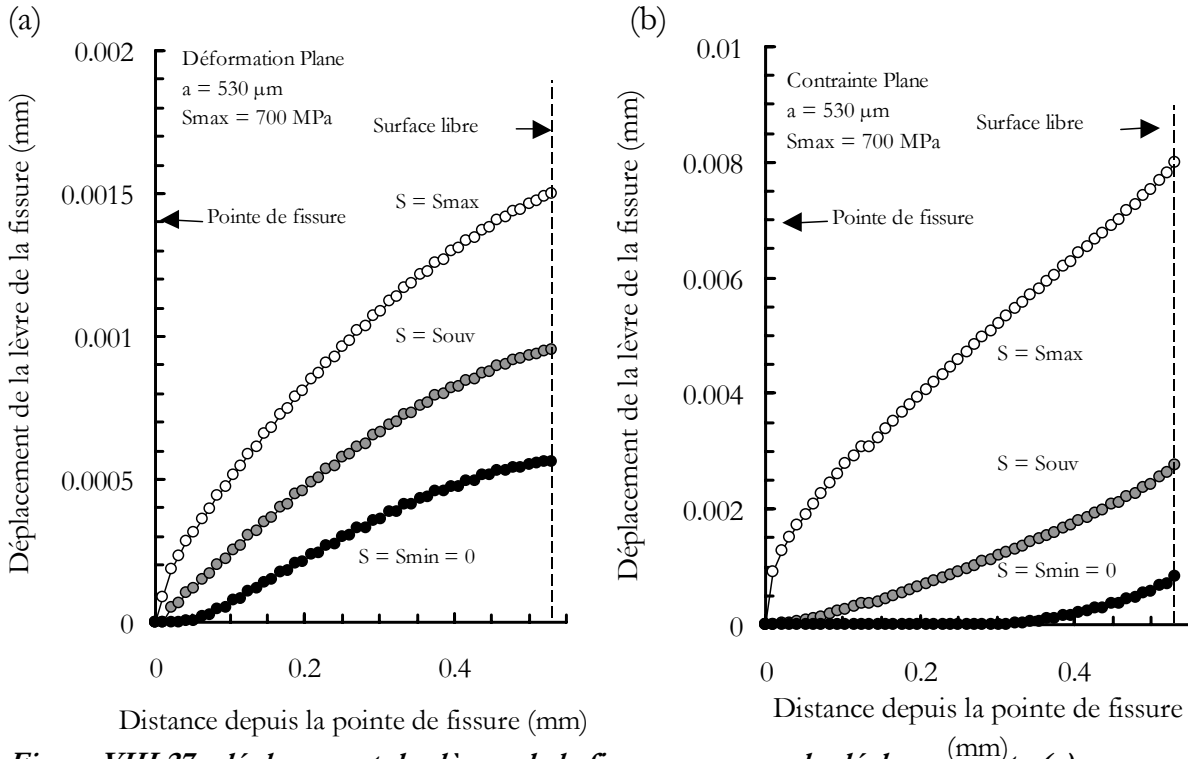 (a)
0.002
Déformation Plane
a = 530 µm
Smax = 700 MPa
Surface libre
0.0015
S = Smax
Pointe de fissure
0.001
S = Souv
0.0005
S = Smin = 0
0
0
0.2
0.4
Déplacement de la lèvre de la fissure (mm)
Distance depuis la pointe de fissure (mm)
(b)
0.01
Contrainte Plane
a = 530 µm
Smax = 700 MPa
Surface libre
0.008
Pointe de fissure
0.006
S = Smax
0.004
S = Souv
0.002
S = Smin = 0
0
0
0.2
0.4
Déplacement de la lèvre de la fissure (mm)
Distance depuis la pointe de fissure
(mm)